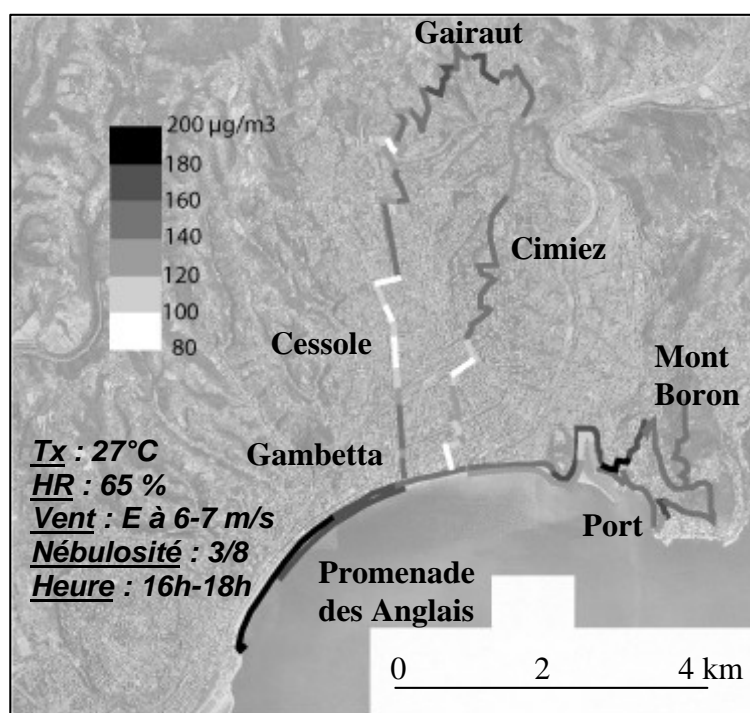 Gairaut
200 µg/m3
180
160
140
120
100
80
Cimiez
Cessole
Mont
Boron
Gambetta
Tx : 27°C
HR : 65 %
Vent : E à 6-7 m/s
Nébulosité : 3/8
Heure : 16h-18h
Port
Promenade
des Anglais
0 2 4 km